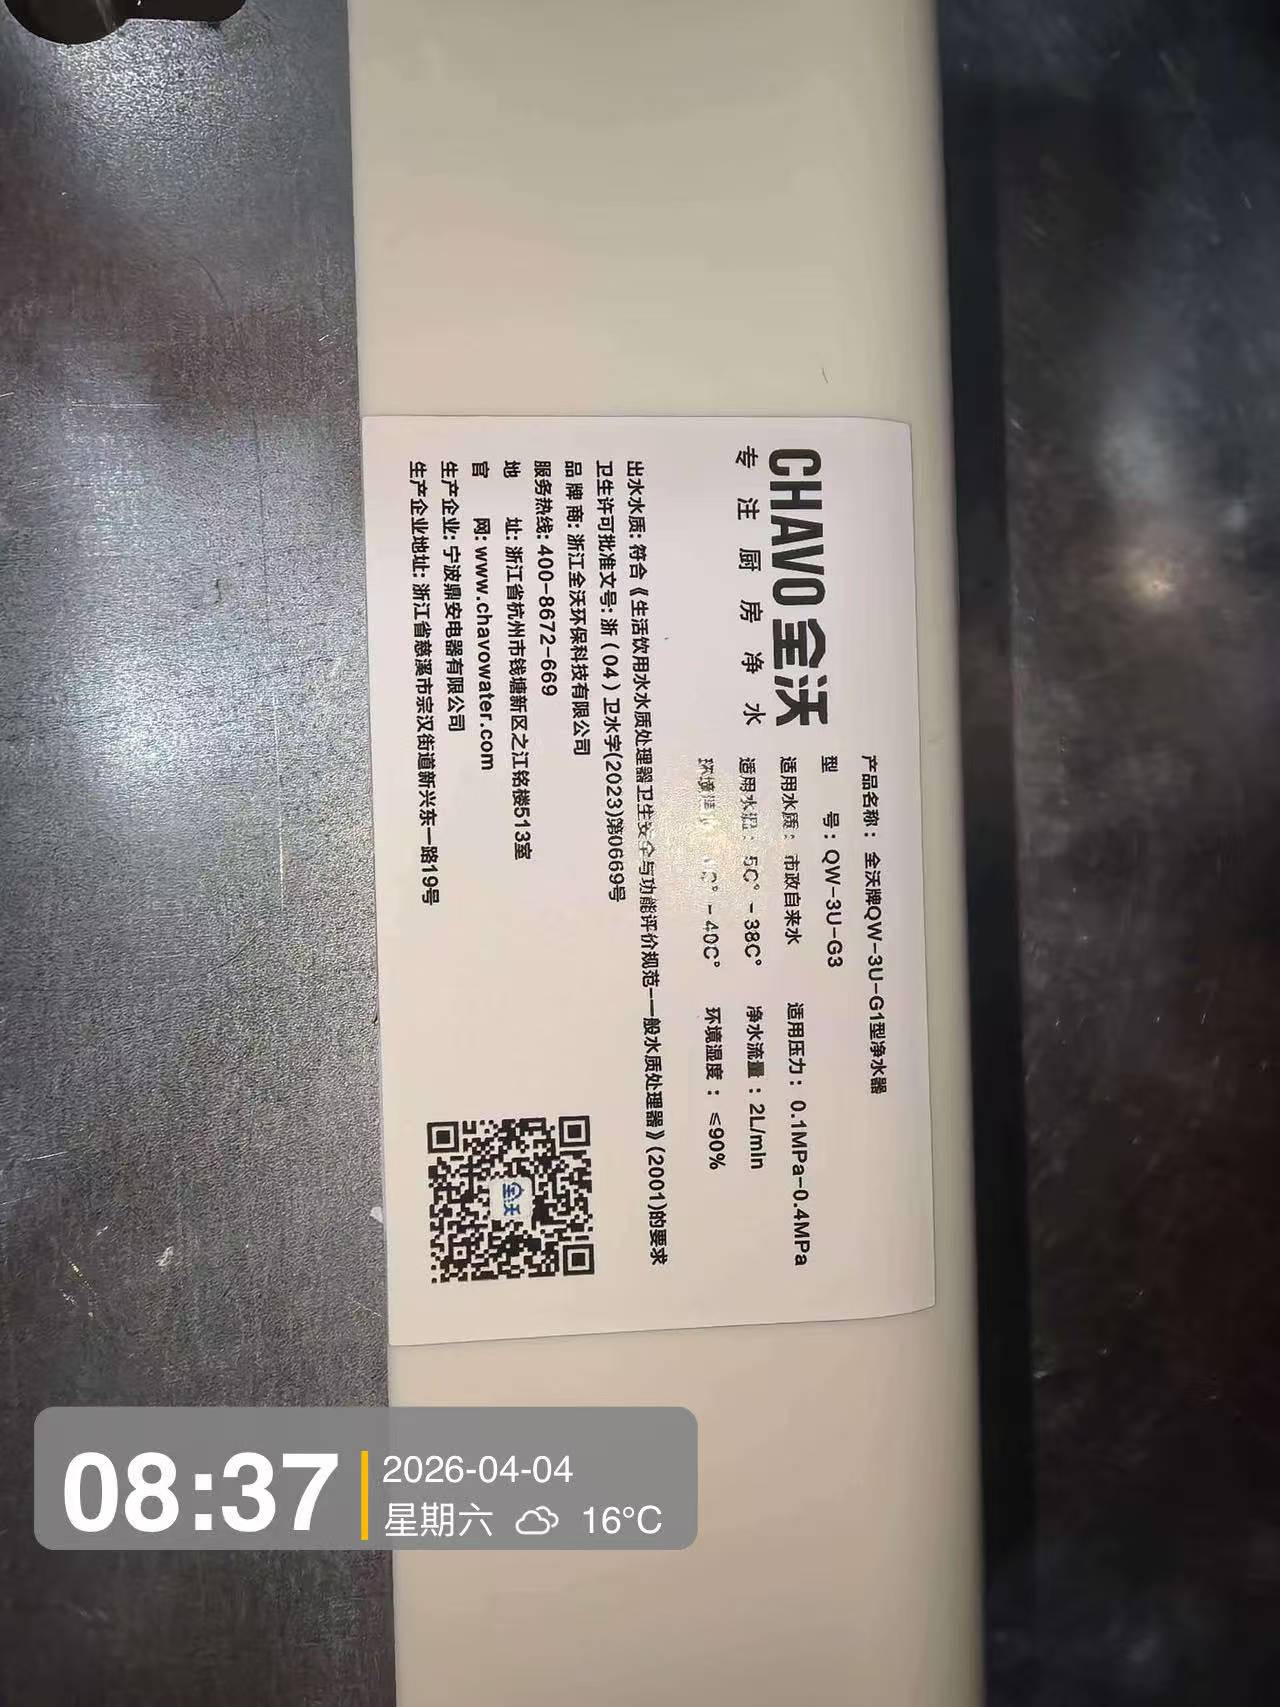 CHAVO 全沃
专注厨房净水
产品名称：全沃牌QW-3U-G1型净水器
型 号：QW-3U-G3
适用水质：市政自来水 适用压力：0.1MPa-0.4MPa
适用水温：5C°-38C° 净水流量：2L/min
环境 -40C° 环境湿度：≤90%
出水水质:符合《生活饮用水水质处理器卫生安全与功能评价规范-一般水质处理器》(2001)的要求
卫生许可批准文号:浙（04）卫水字(2023)第0669号
品牌商:浙江全沃环保科技有限公司
服务热线:400-8672-669
地 址:浙江省杭州市钱塘新区之江铭楼513室
官 网:www.chavowater.com
生产企业:宁波鼎安电器有限公司
生产企业地址:浙江省慈溪市宗汉街道新兴东一路19号
全沃
08:37
2026-04-04
星期六 16°C